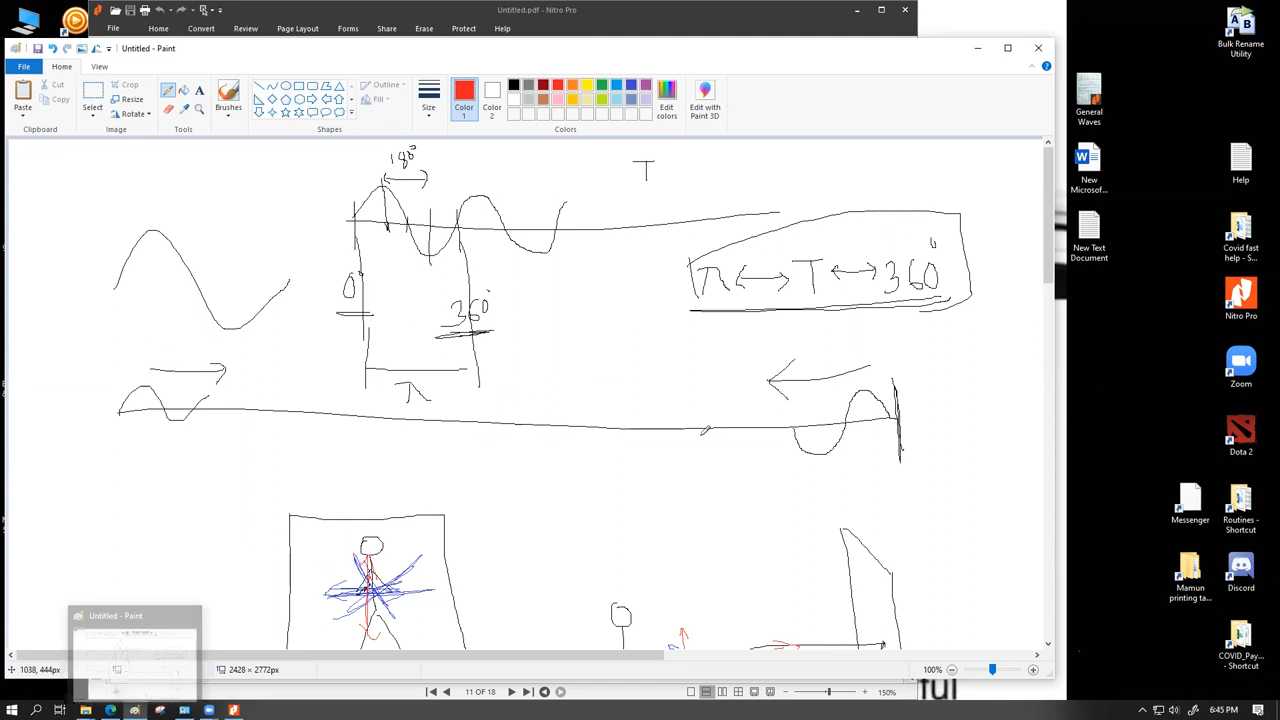 Untitled.pdf - Nitro Pro
File Home Convert Review Page Layout Forms Share Erase Protect Help
Untitled - Paint
File Home View
Paste
Cut
Copy
Clipboard
Select
Crop
Resize
Rotate
Image
Tools
Brushes
Shapes
Outline
Fill
Size
Color 1
Color 2
Edit colors
Colors
Edit with Paint 3D
180°
T
0°
360°
λ
λ ↔ T ↔ 360°
Untitled - Paint
1038, 444px
2428 × 2772px
100%
11 OF 18
150%
ful
Bulk Rename Utility
General Waves
New Microsof...
Help
New Text Document
Covid fast help - S...
Nitro Pro
Zoom
Dota 2
Messenger
Routines - Shortcut
Mamun printing ta...
Discord
COVID_Pay... - Shortcut
6:45 PM